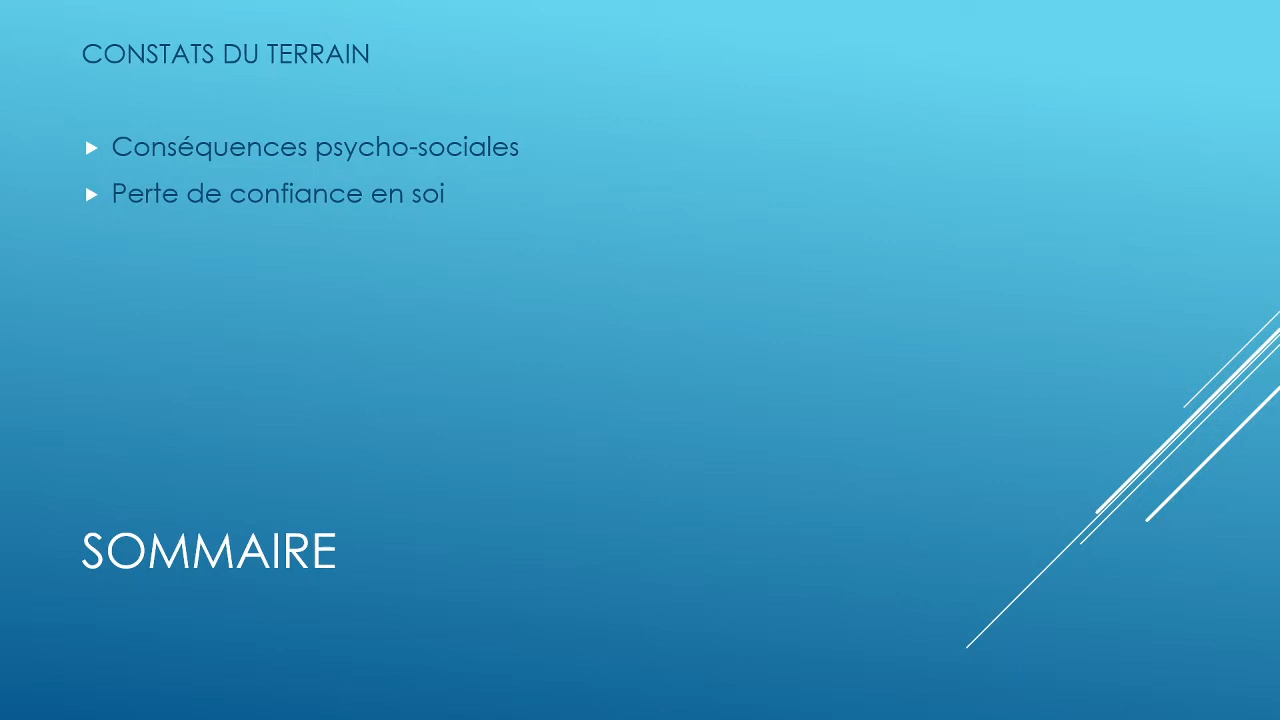 CONSTATS DU TERRAIN
Conséquences psycho-sociales
Perte de confiance en soi
SOMMAIRE